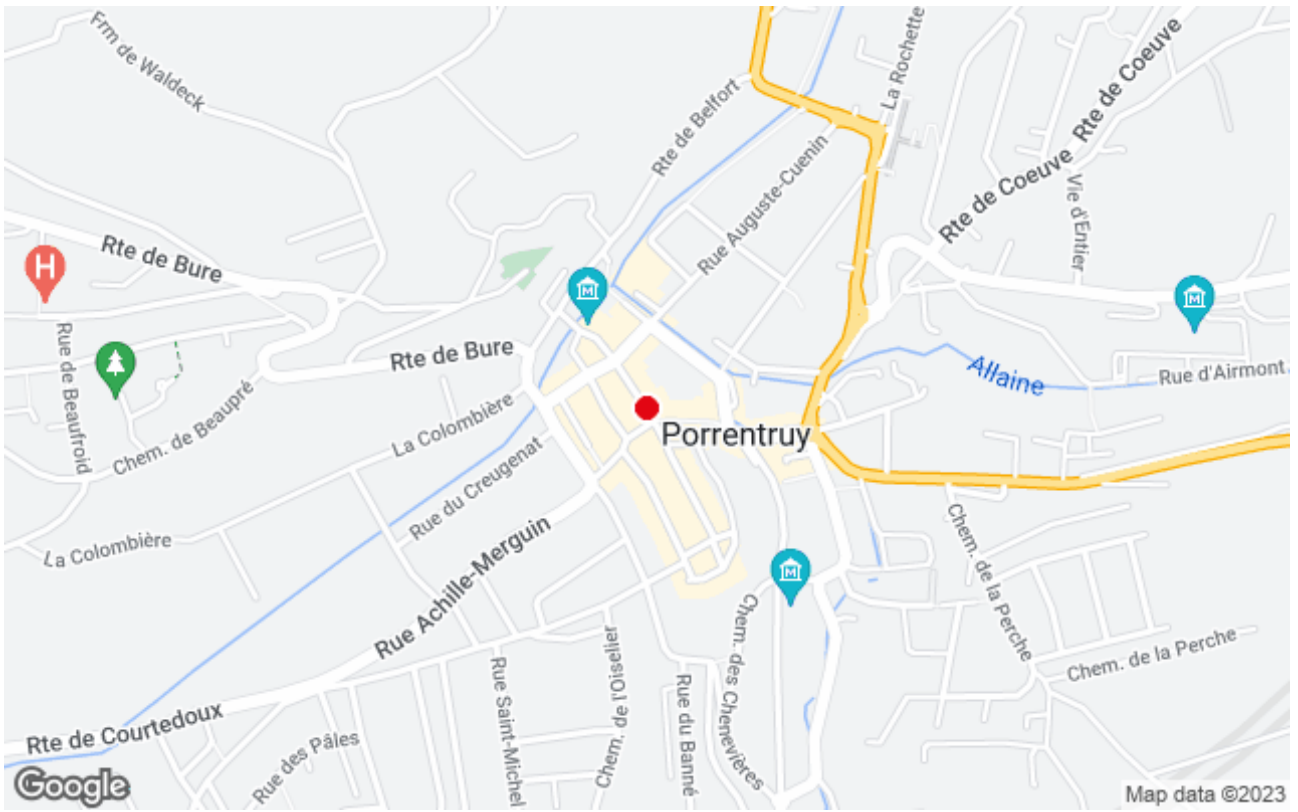 Frm de Waldeck
Rte de Belfort
La Rochette
Rte de Coeuve
Rte de Coeuve
Rue Auguste-Cuenin
Vie d'Entier
Rte de Bure
H
M
M
Rue de Beaufroid
Rte de Bure
Allaine
Rue d'Airmont
Chem. de Beaupré
La Colombière
Porrentruy
Rue du Creugenat
La Colombière
Rue Achille-Merguin
Chem. de la Perche
M
Chem. des Chenevières
Chem. de l'Oiselier
Chem. de la Perche
Rue Saint-Michel
Rue du Banné
Rte de Courtedoux
Rue des Pâles
Google
Map data ©2023